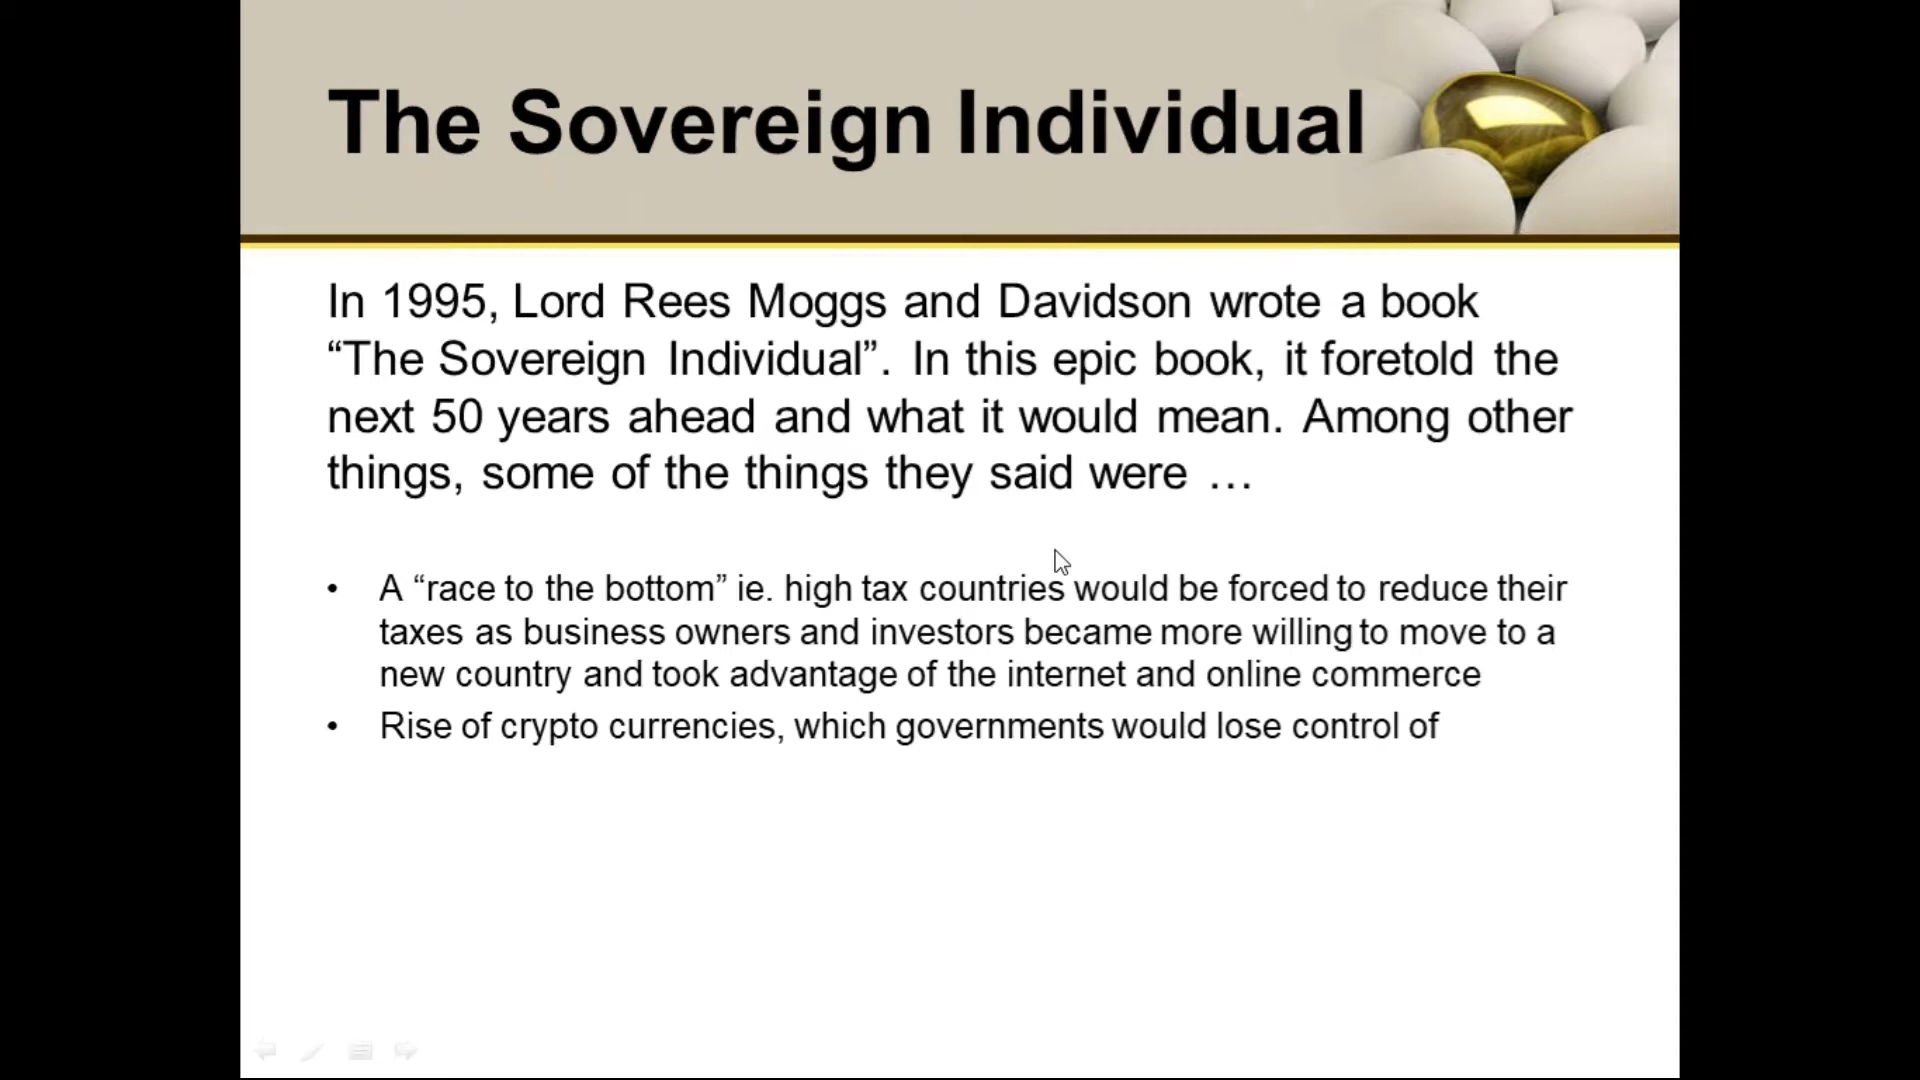 The Sovereign Individual
In 1995, Lord Rees Moggs and Davidson wrote a book
“The Sovereign Individual”. In this epic book, it foretold the
next 50 years ahead and what it would mean. Among other
things, some of the things they said were …
• A “race to the bottom” ie. high tax countries would be forced to reduce their
taxes as business owners and investors became more willing to move to a
new country and took advantage of the internet and online commerce
• Rise of crypto currencies, which governments would lose control of